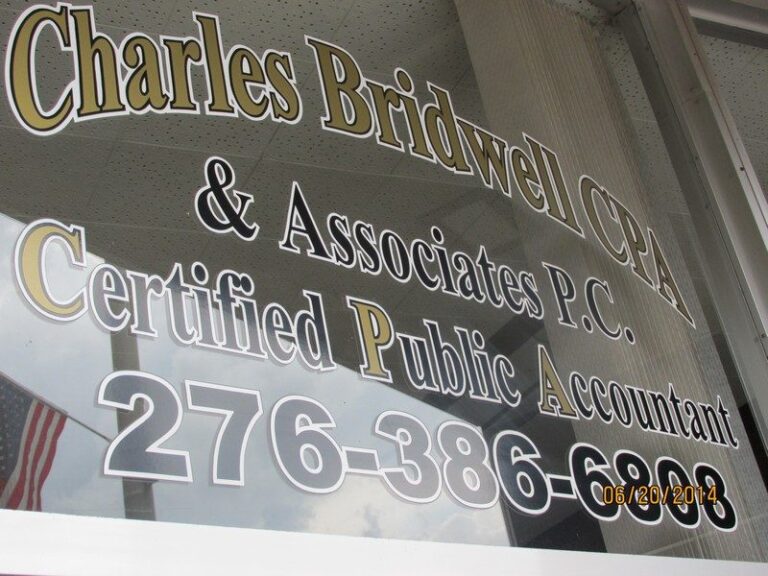 Charles Bridwell CPA
& Associates P.C.
Certified Public Accountant
276-386-6808
06/20/2014